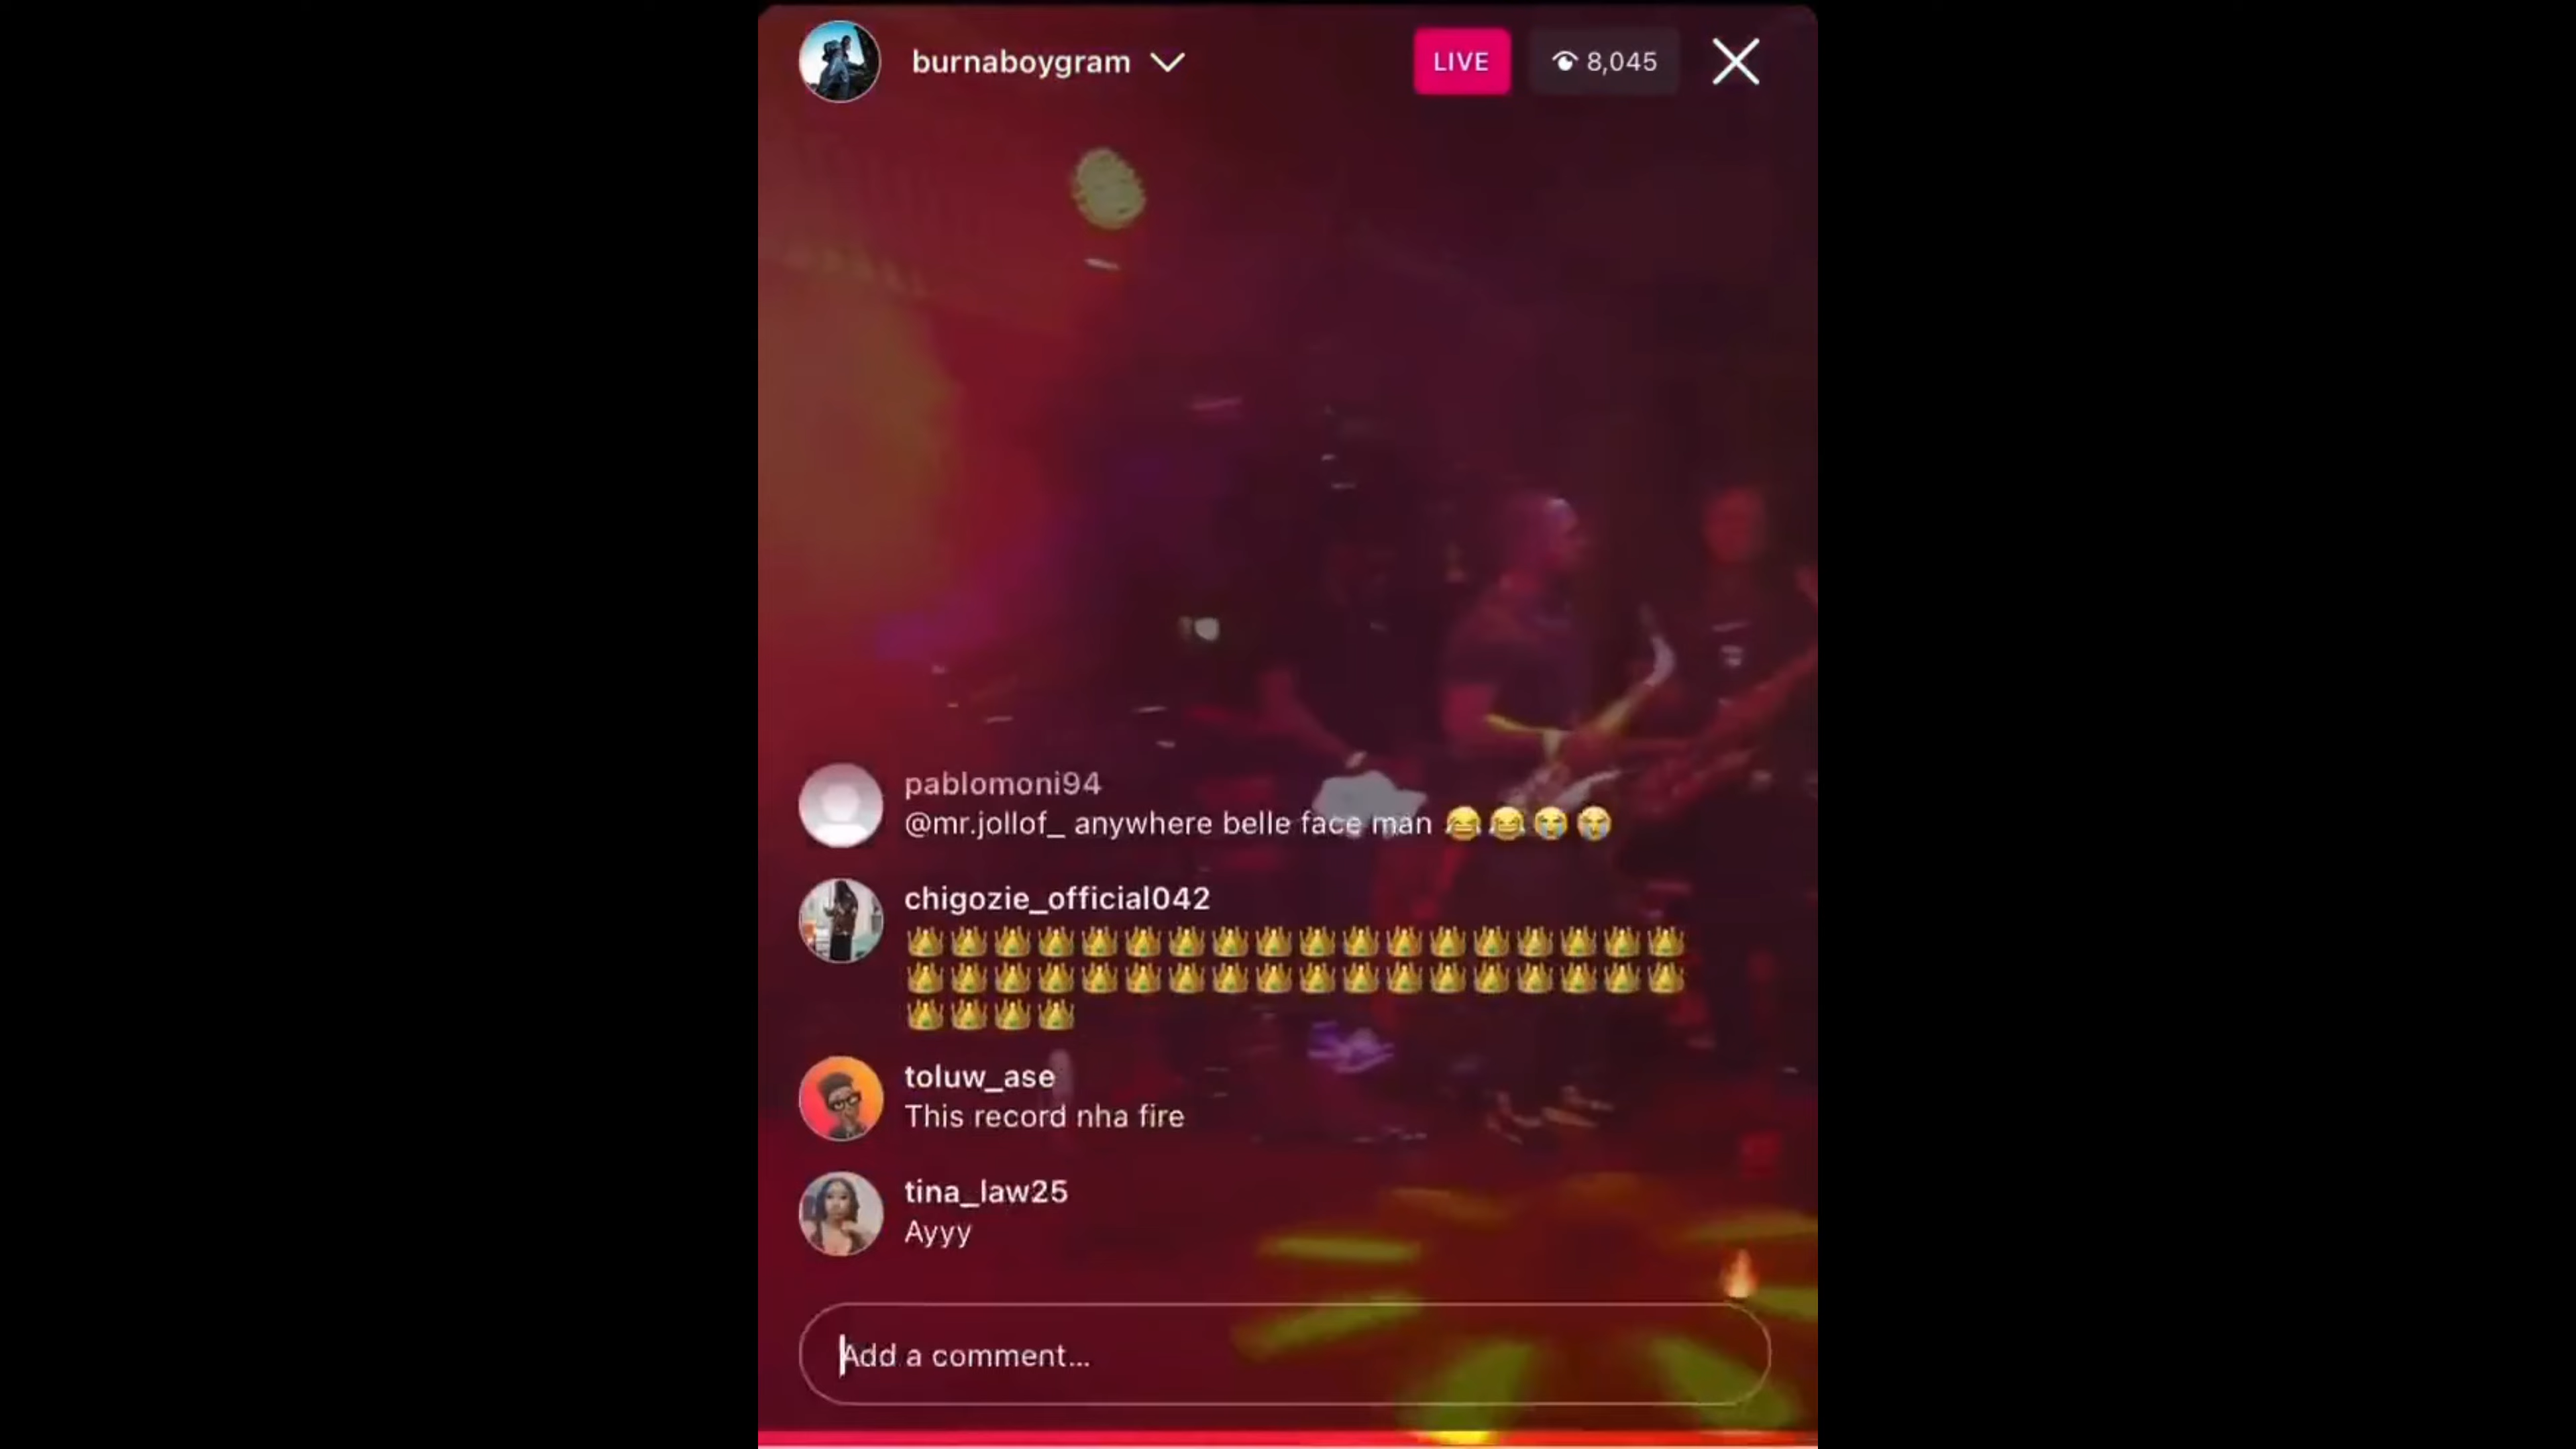 burnaboygram
LIVE
8,045
pablomoni94
@mr.jollof_ anywhere belle face man 😂😂😭😭
chigozie_official042
👑👑👑👑👑👑👑👑👑👑👑👑👑👑👑👑👑👑
👑👑👑👑👑👑👑👑👑👑👑👑👑👑👑👑👑👑
👑👑👑👑
toluw_ase
This record nha fire
tina_law25
Ayyy
Add a comment...